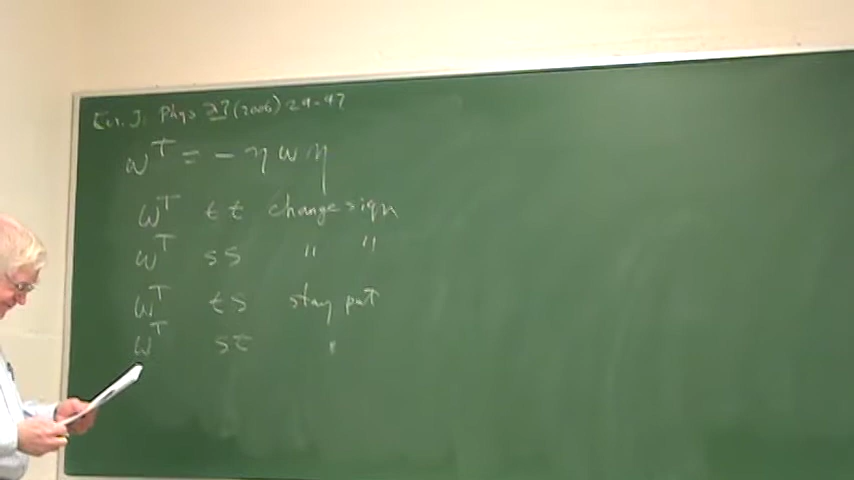 Eur. J. Phys 27 (2006) 29-47
ω^T = - η ω η
ω^T tt change sign
ω^T ss " "
ω^T ts stay put
ω^T st "